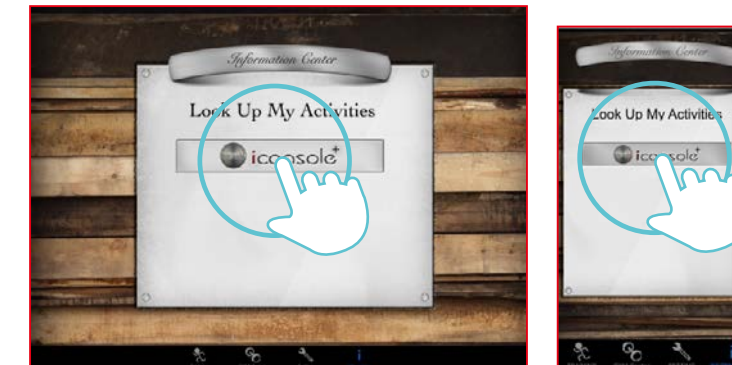 Information Center
Look Up My Activities
iconsole+
Information Center
Look Up My Activities
iconsole+